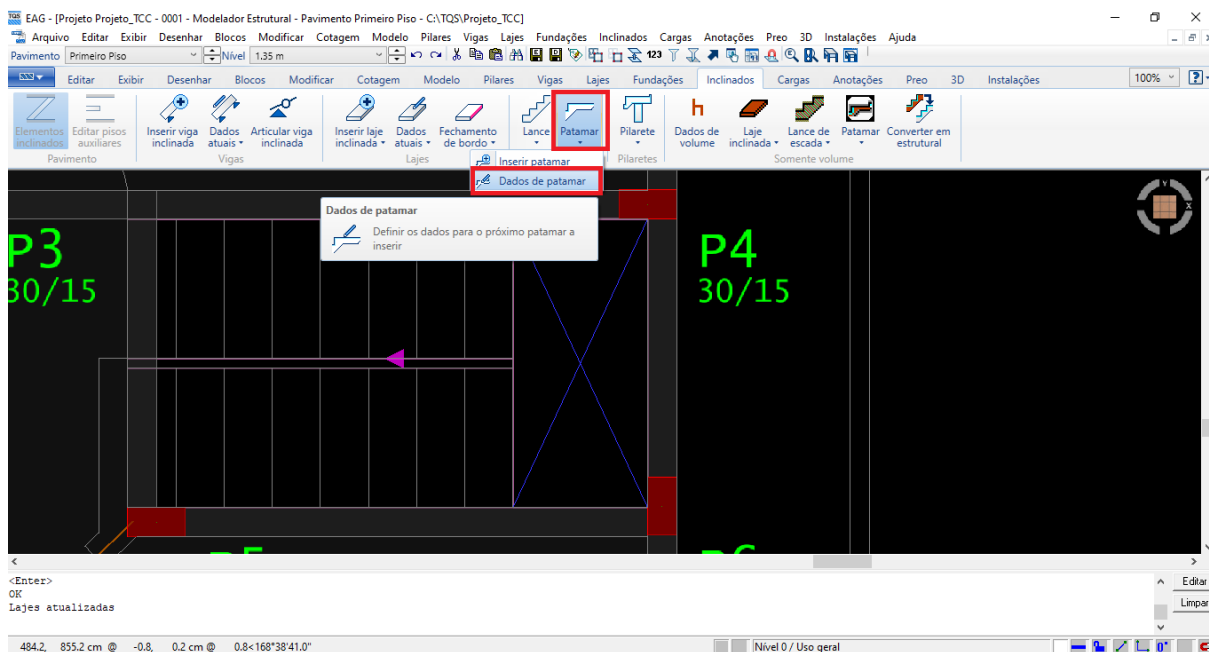 TQS EAG - [Projeto Projeto_TCC - 0001 - Modelador Estrutural - Pavimento Primeiro Piso - C:\TQS\Projeto_TCC]
Arquivo Editar Exibir Desenhar Blocos Modificar Cotagem Modelo Pilares Vigas Lajes Fundações Inclinados Cargas Anotações Preo 3D Instalações Ajuda
Pavimento Primeiro Piso Nível 1.35 m 123
Editar Exibir Desenhar Blocos Modificar Cotagem Modelo Pilares Vigas Lajes Fundações Inclinados Cargas Anotações Preo 3D Instalações 100% ?
Elementos inclinados
Editar pisos auxiliares
Inserir viga inclinada
Dados atuais
Articular viga inclinada
Inserir laje inclinada
Dados atuais
Fechamento de bordo
Lance
Patamar
Pilarete
h
Dados de volume
Laje inclinada
Lance de escada
Patamar
Converter em estrutural
Pavimento Vigas Lajes Pilaretes Somente volume
Inserir patamar
Dados de patamar
Dados de patamar
Definir os dados para o próximo patamar a
inserir
Y
X
P3
30/15
P4
30/15
<Enter>
OK
Lajes atualizadas
Editar
Limpar
484.2, 855.2 cm @ -0.8, 0.2 cm @ 0.8<168°38'41.0" Nível 0 / Uso geral